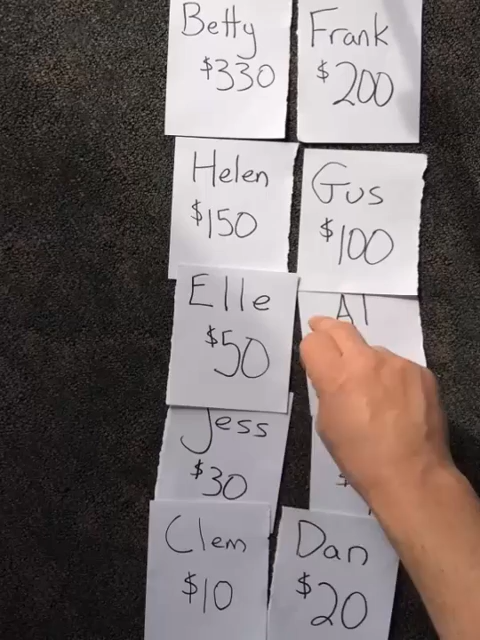 Betty
$330
Frank
$200
Helen
$150
Gus
$100
Elle
$50
Al
Jess
$30
$
Clem
$10
Dan
$20